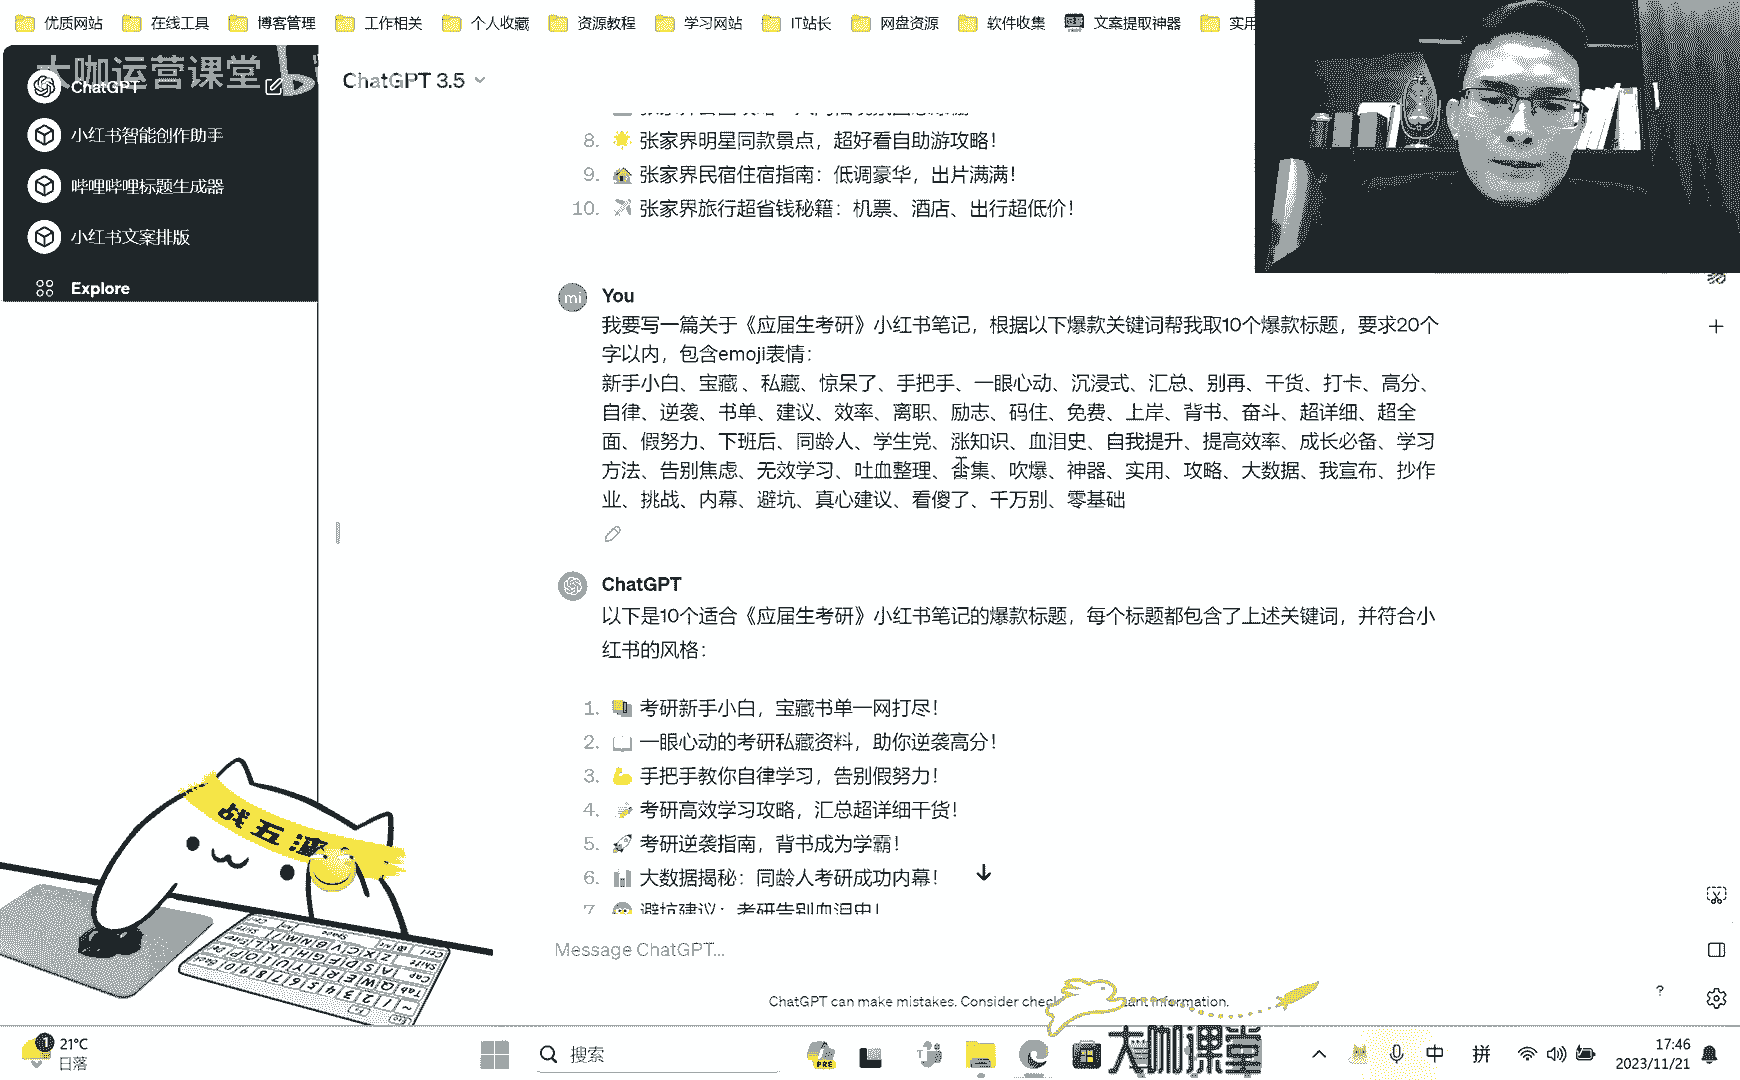 优质网站 在线工具 博客管理 工作相关 个人收藏 资源教程 学习网站 IT站长 网盘资源 软件收集 文案提取神器 实用
大咖运营课堂
ChatGPT
小红书智能创作助手
哔哩哔哩标题生成器
小红书文案排版
Explore
ChatGPT 3.5
8. 张家界明星同款景点，超好看自助游攻略！
9. 张家界民宿住宿指南：低调豪华，出片满满！
10. 张家界旅行超省钱秘籍：机票、酒店、出行超低价！
mi
You
我要写一篇关于《应届生考研》小红书笔记，根据以下爆款关键词帮我取10个爆款标题，要求20个
字以内，包含emoji表情：
新手小白、宝藏 、私藏、惊呆了、手把手、一眼心动、沉浸式、汇总、别再、干货、打卡、高分、
自律、逆袭、书单、建议、效率、离职、励志、码住、免费、上岸、背书、奋斗、超详细、超全
面、假努力、下班后、同龄人、学生党、涨知识、血泪史、自我提升、提高效率、成长必备、学习
方法、告别焦虑、无效学习、吐血整理、合集、吹爆、神器、实用、攻略、大数据、我宣布、抄作
业、挑战、内幕、避坑、真心建议、看傻了、千万别、零基础
ChatGPT
以下是10个适合《应届生考研》小红书笔记的爆款标题，每个标题都包含了上述关键词，并符合小
红书的风格：
1. 考研新手小白，宝藏书单一网打尽！
2. 一眼心动的考研私藏资料，助你逆袭高分！
3. 手把手教你自律学习，告别假努力！
4. 考研高效学习攻略，汇总超详细干货！
5. 考研逆袭指南，背书成为学霸！
6. 大数据揭秘：同龄人考研成功内幕！
7. 避坑建议：考研告别血泪史！
战五渣
Message ChatGPT...
ChatGPT can make mistakes. Consider information.
?
大咖课堂
1
21°C
日落
搜索
PRE
中 拼
17:46
2023/11/21